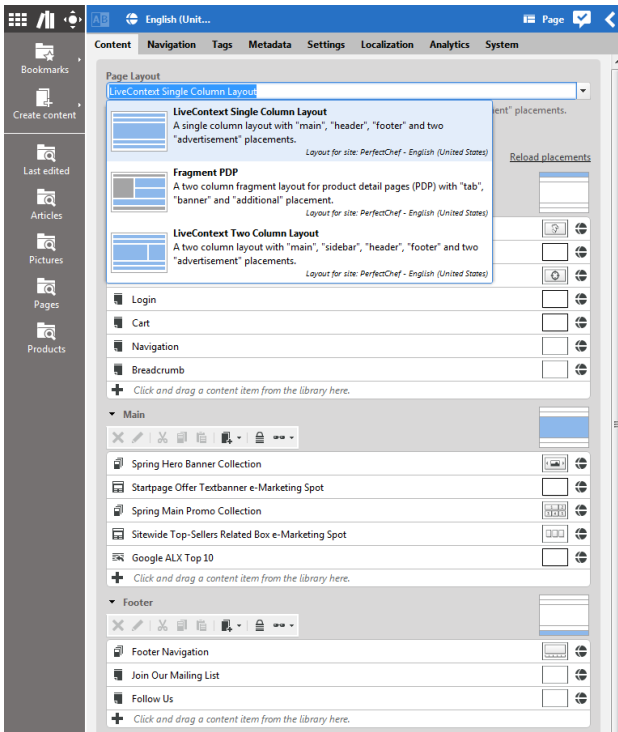 English (Unit...
Page
Content Navigation Tags Metadata Settings Localization Analytics System
Bookmarks
Create content
Last edited
Articles
Pictures
Pages
Products
Page Layout
LiveContext Single Column Layout
LiveContext Single Column Layout
A single column layout with "main", "header", "footer" and two
"advertisement" placements.
Layout for site: PerfectChef - English (United States)
ent" placements.
Reload placements
Fragment PDP
A two column fragment layout for product detail pages (PDP) with "tab",
"banner" and "additional" placement.
Layout for site: PerfectChef - English (United States)
LiveContext Two Column Layout
A two column layout with "main", "sidebar", "header", "footer" and two
"advertisement" placements.
Layout for site: PerfectChef - English (United States)
Login
Cart
Navigation
Breadcrumb
Click and drag a content item from the library here.
Main
Spring Hero Banner Collection
Startpage Offer Textbanner e-Marketing Spot
Spring Main Promo Collection
Sitewide Top-Sellers Related Box e-Marketing Spot
Google ALX Top 10
Click and drag a content item from the library here.
Footer
Footer Navigation
Join Our Mailing List
Follow Us
Click and drag a content item from the library here.